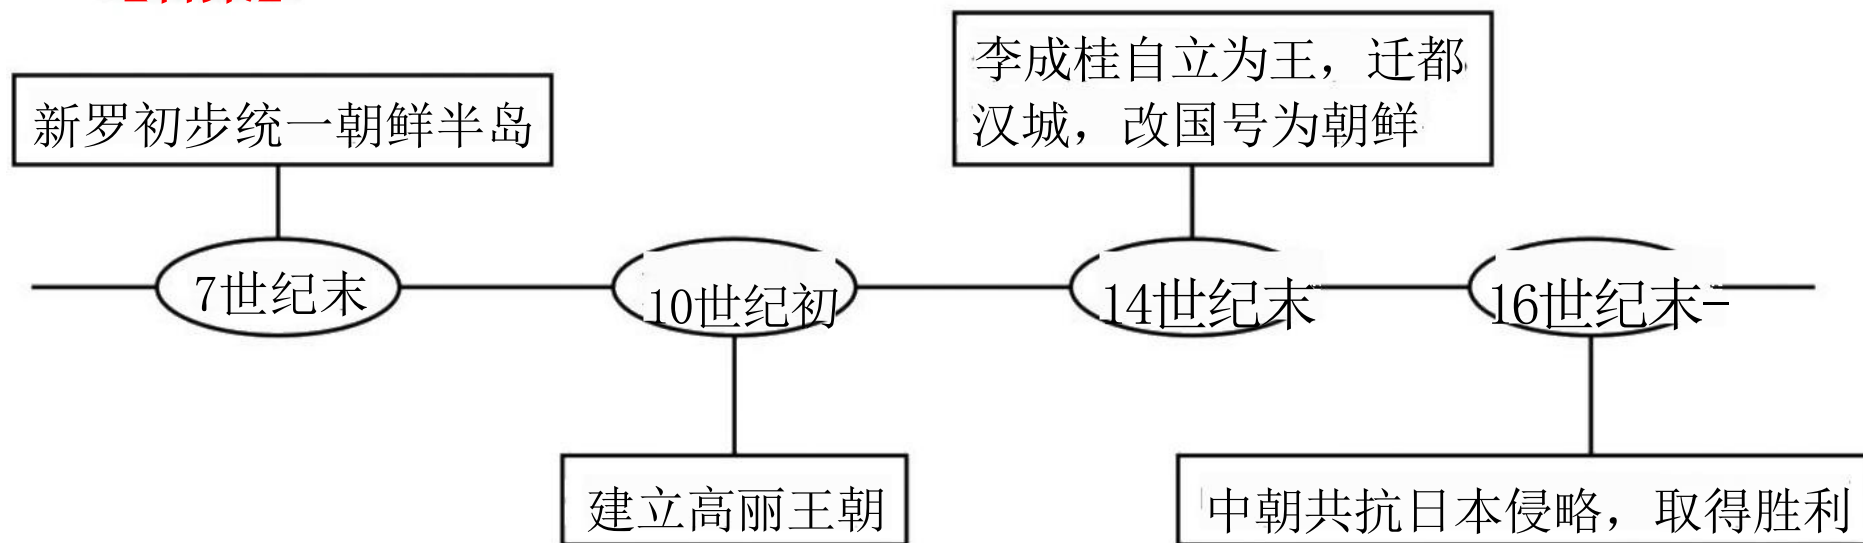 李成桂自立为王，迁都
汉城，改国号为朝鲜
新罗初步统一朝鲜半岛
7世纪末
10世纪初
14世纪末
16世纪末
建立高丽王朝
中朝共抗日本侵略，取得胜利